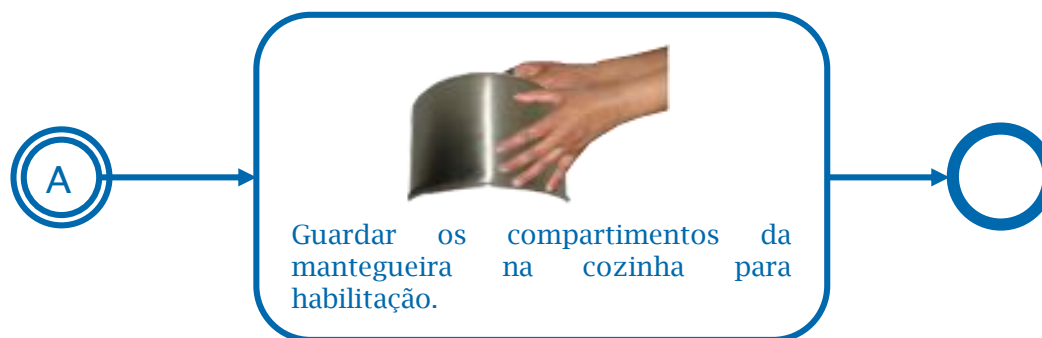 A
Guardar os compartimentos da
mantegueira na cozinha para
habilitação.